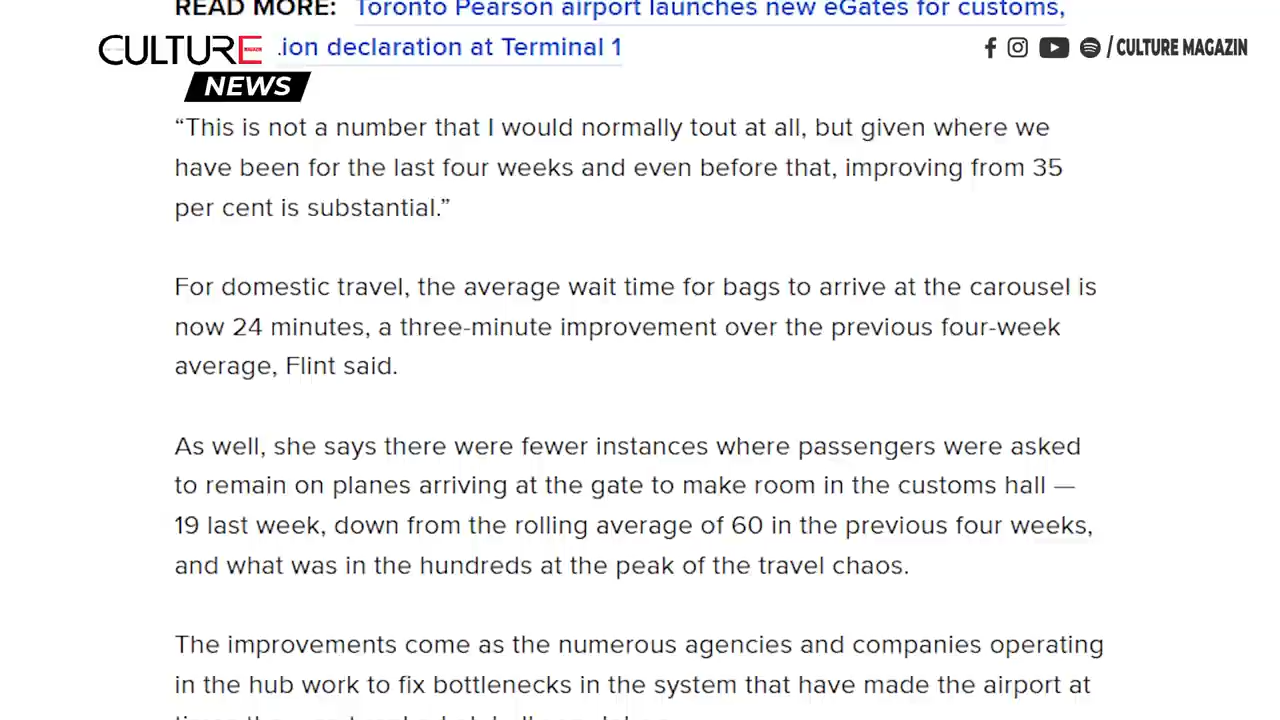 READ MORE: Toronto Pearson airport launches new eGates for customs,
CULTURE ion declaration at Terminal 1
/ CULTURE MAGAZIN
NEWS
“This is not a number that I would normally tout at all, but given where we
have been for the last four weeks and even before that, improving from 35
per cent is substantial.”
For domestic travel, the average wait time for bags to arrive at the carousel is
now 24 minutes, a three-minute improvement over the previous four-week
average, Flint said.
As well, she says there were fewer instances where passengers were asked
to remain on planes arriving at the gate to make room in the customs hall —
19 last week, down from the rolling average of 60 in the previous four weeks,
and what was in the hundreds at the peak of the travel chaos.
The improvements come as the numerous agencies and companies operating
in the hub work to fix bottlenecks in the system that have made the airport at